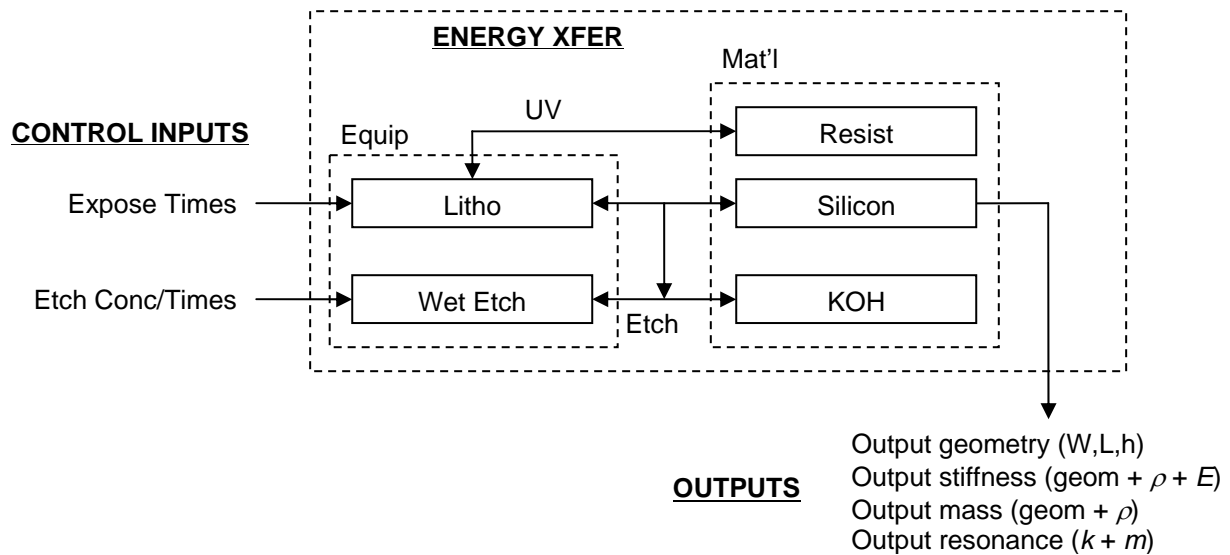 ENERGY XFER
Mat'l
UV
CONTROL INPUTS
Equip
Resist
Expose Times
Litho
Silicon
Etch Conc/Times
Wet Etch
KOH
Etch
Output geometry (W,L,h)
Output stiffness (geom + ρ + E)
OUTPUTS
Output mass (geom + ρ)
Output resonance (k + m)